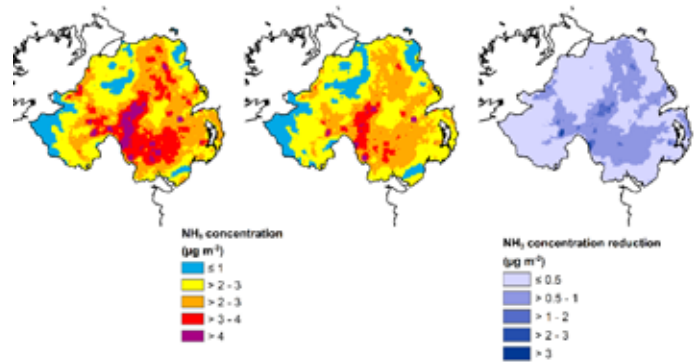 NH₃ concentration
(µg m⁻³)
≤ 1
> 2 - 3
> 2 - 3
> 3 - 4
> 4
NH₃ concentration reduction
(µg m⁻³)
≤ 0.5
> 0.5 - 1
> 1 - 2
> 2 - 3
> 3